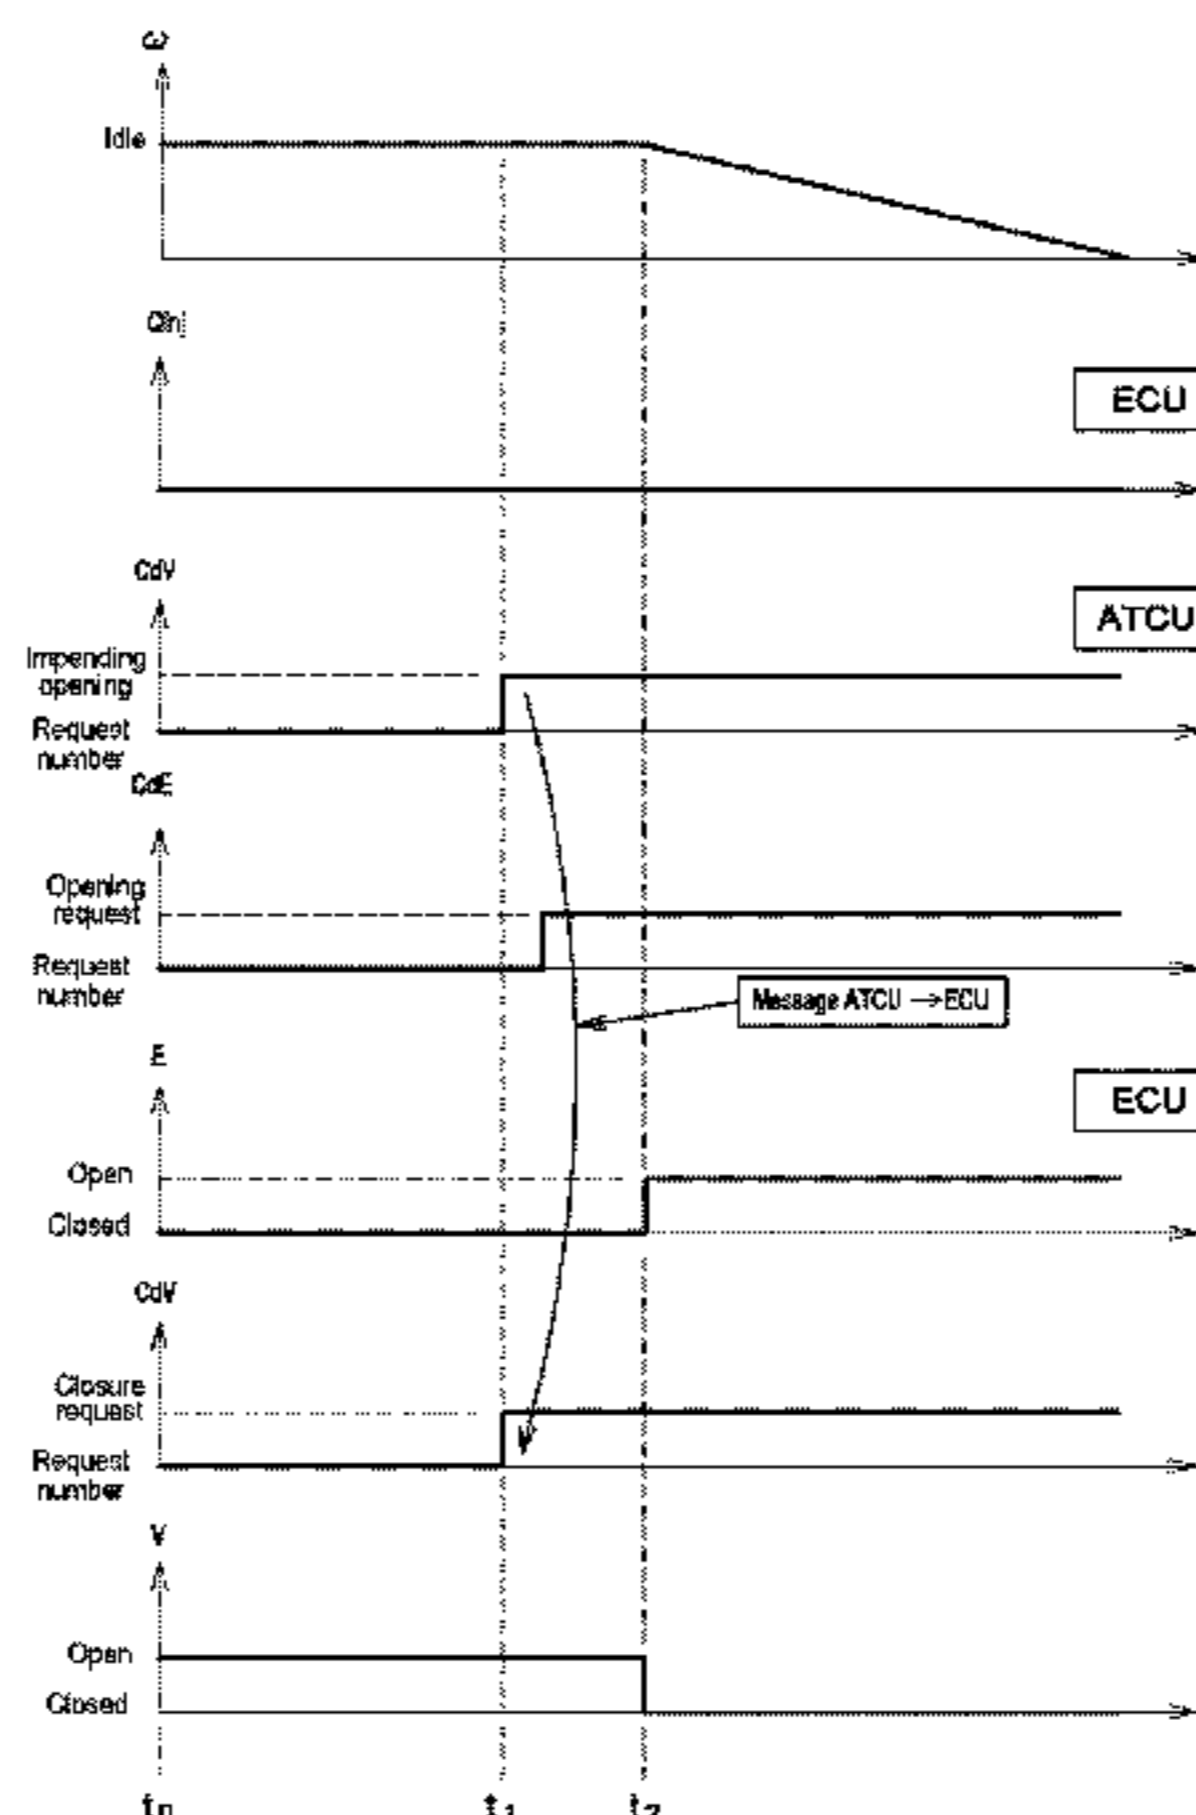 ω
Idle
Qinj
ECU
CdV
ATCU
Impending
opening
Request
number
CdE
Opening
request
Request
number
Message ATCU →ECU
E
ECU
Open
Closed
CdV
Closure
request
Request
number
V
Open
Closed
t0 t1 t2